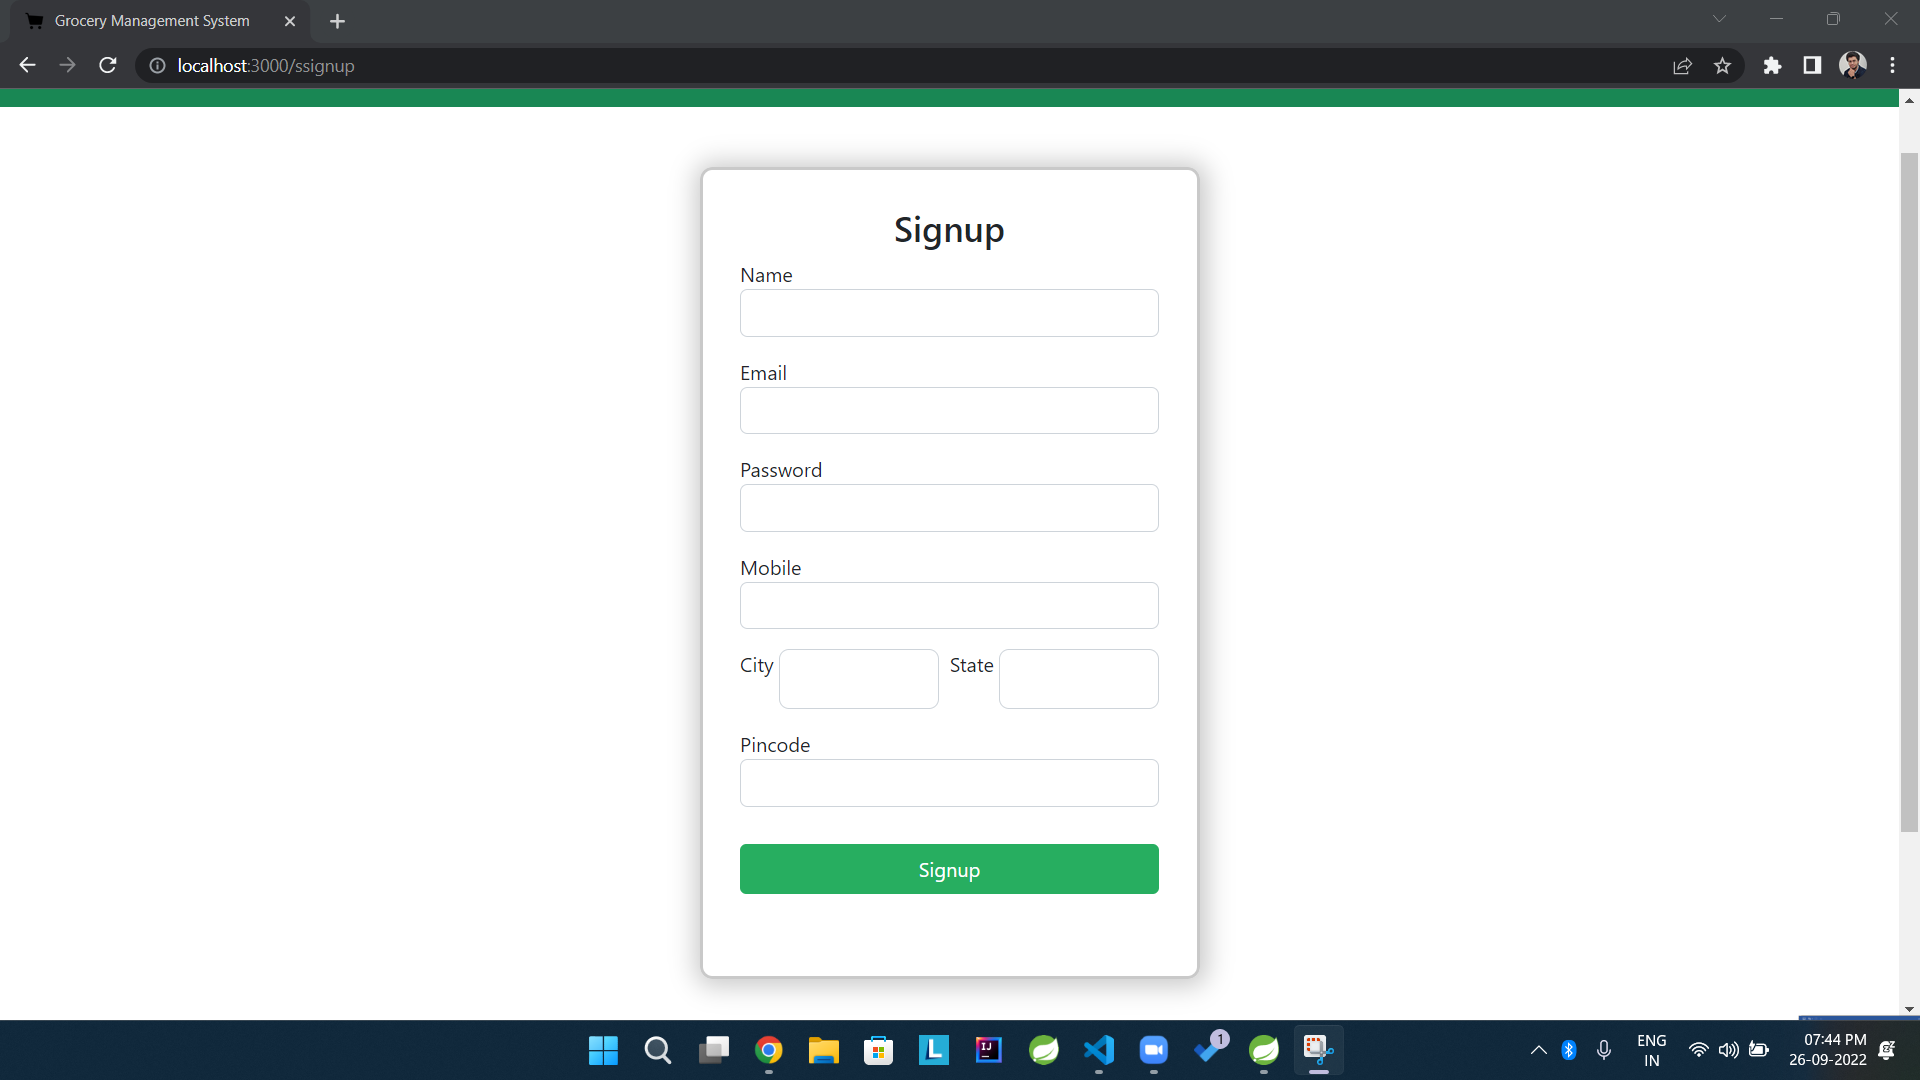 Grocery Management System
localhost:3000/ssignup
Signup
Name
Email
Password
Mobile
City State
Pincode
Signup
1
ENG
IN
07:44 PM
26-09-2022